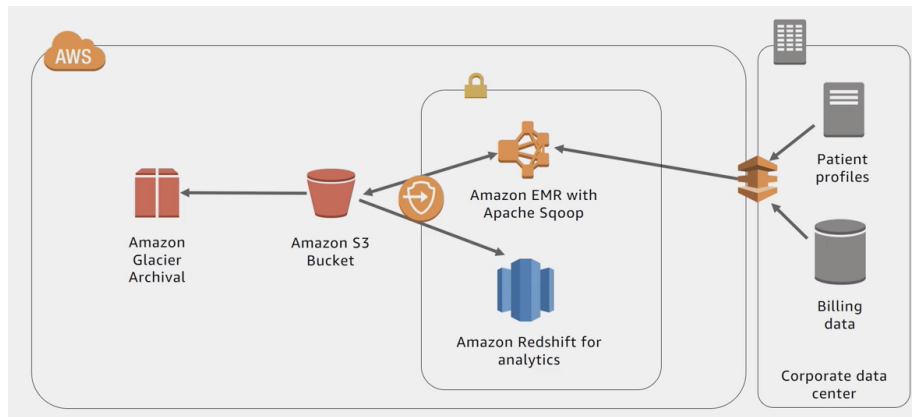 AWS
Patient
profiles
Amazon EMR with
Apache Sqoop
Amazon
Glacier
Archival
Amazon S3
Bucket
Billing
data
Amazon Redshift for
analytics
Corporate data
center